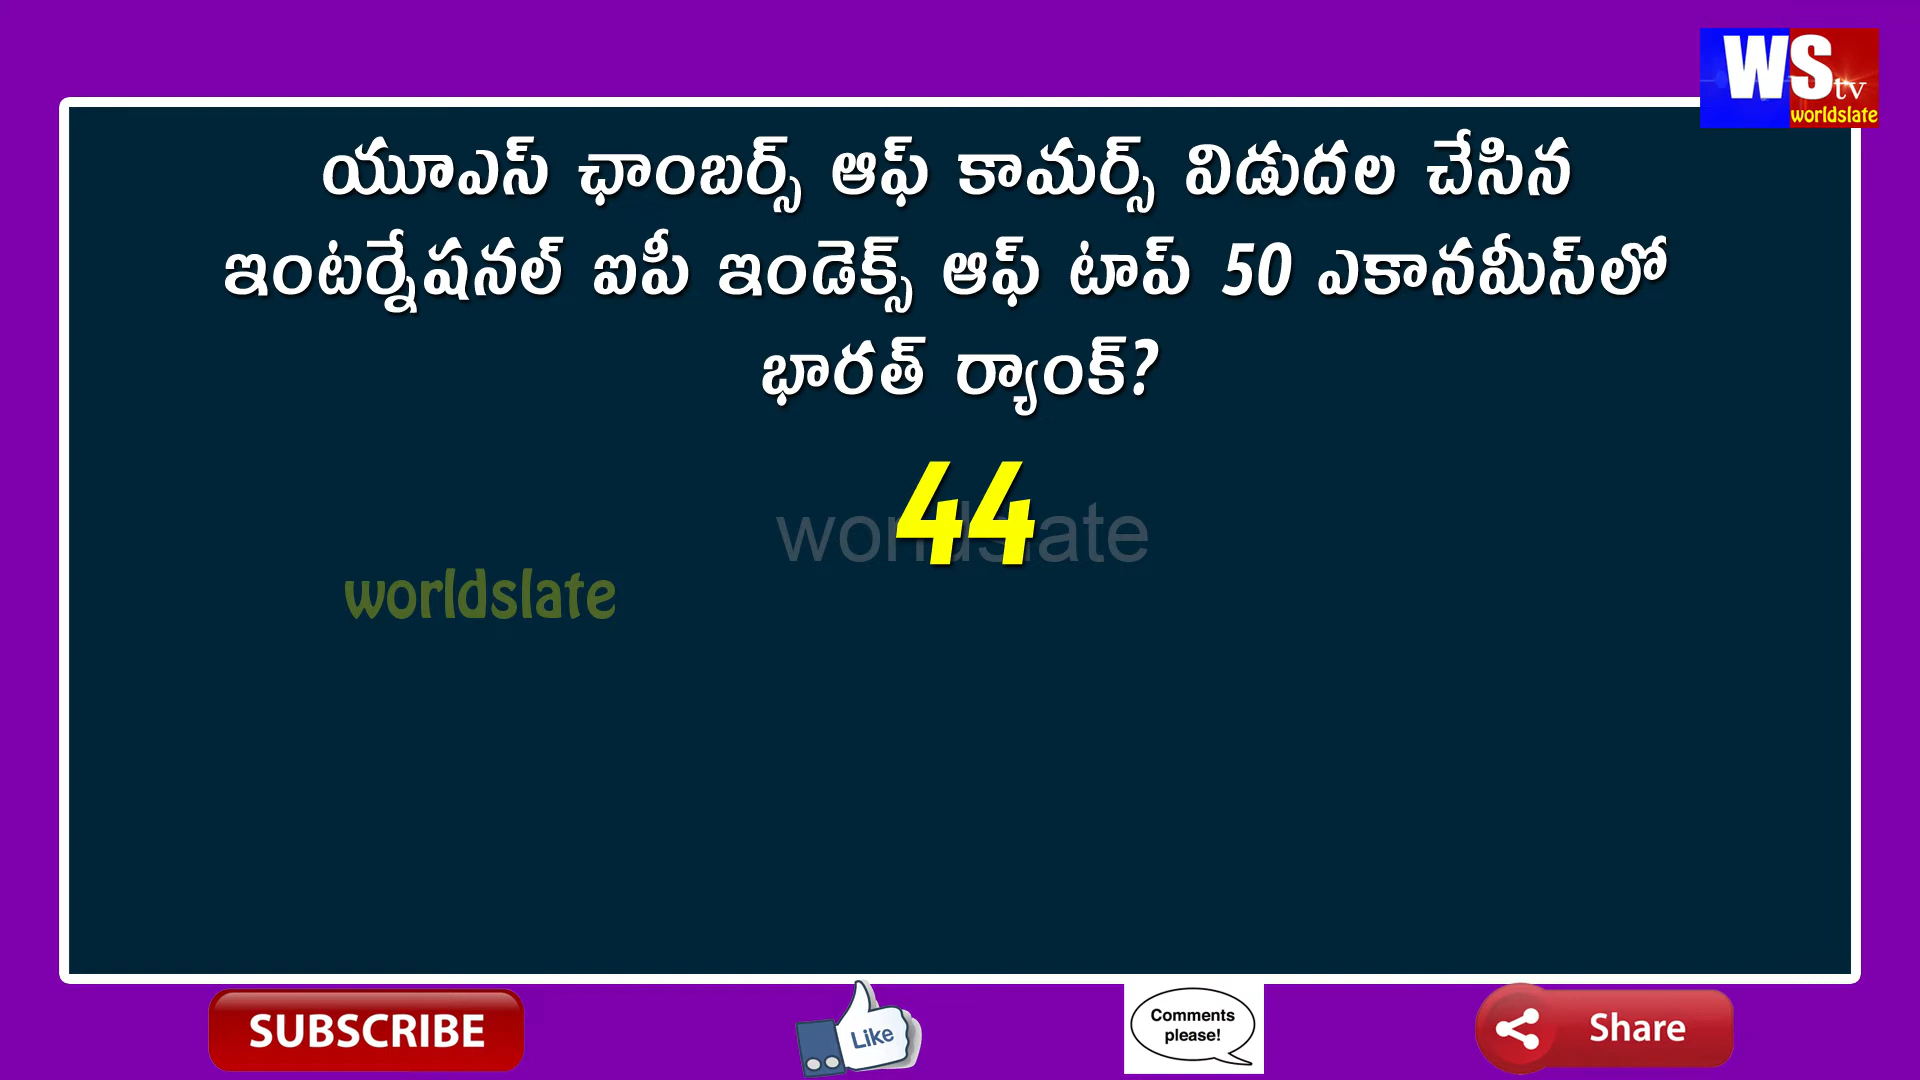 WS tv
worldslate
యూఎస్ ఛాంబర్స్ ఆఫ్ కామర్స్ విడుదల చేసిన
ఇంటర్నేషనల్ ఐపీ ఇండెక్స్ ఆఫ్ టాప్ 50 ఎకానమీస్‌లో
భారత్ ర్యాంక్?
44
worldslate
worldslate
SUBSCRIBE
Like
Comments
please!
Share